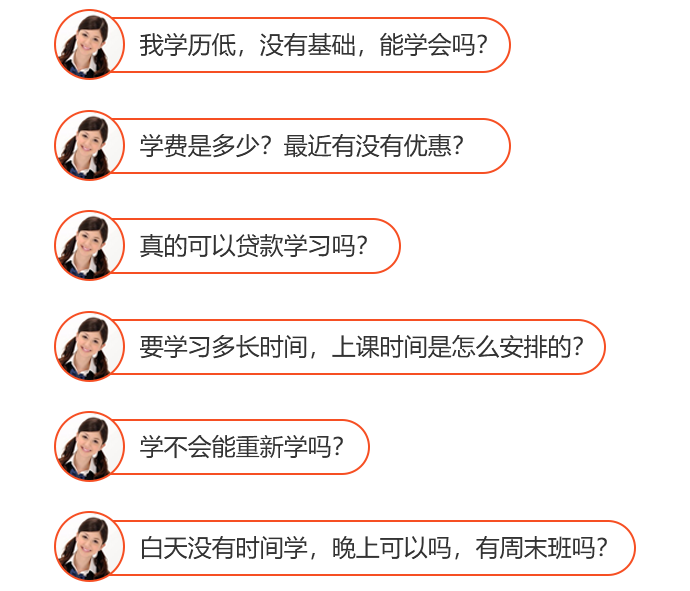 我学历低，没有基础，能学会吗？
学费是多少？最近有没有优惠？
真的可以贷款学习吗？
要学习多长时间，上课时间是怎么安排的？
学不会能重新学吗？
白天没有时间学，晚上可以吗，有周末班吗？